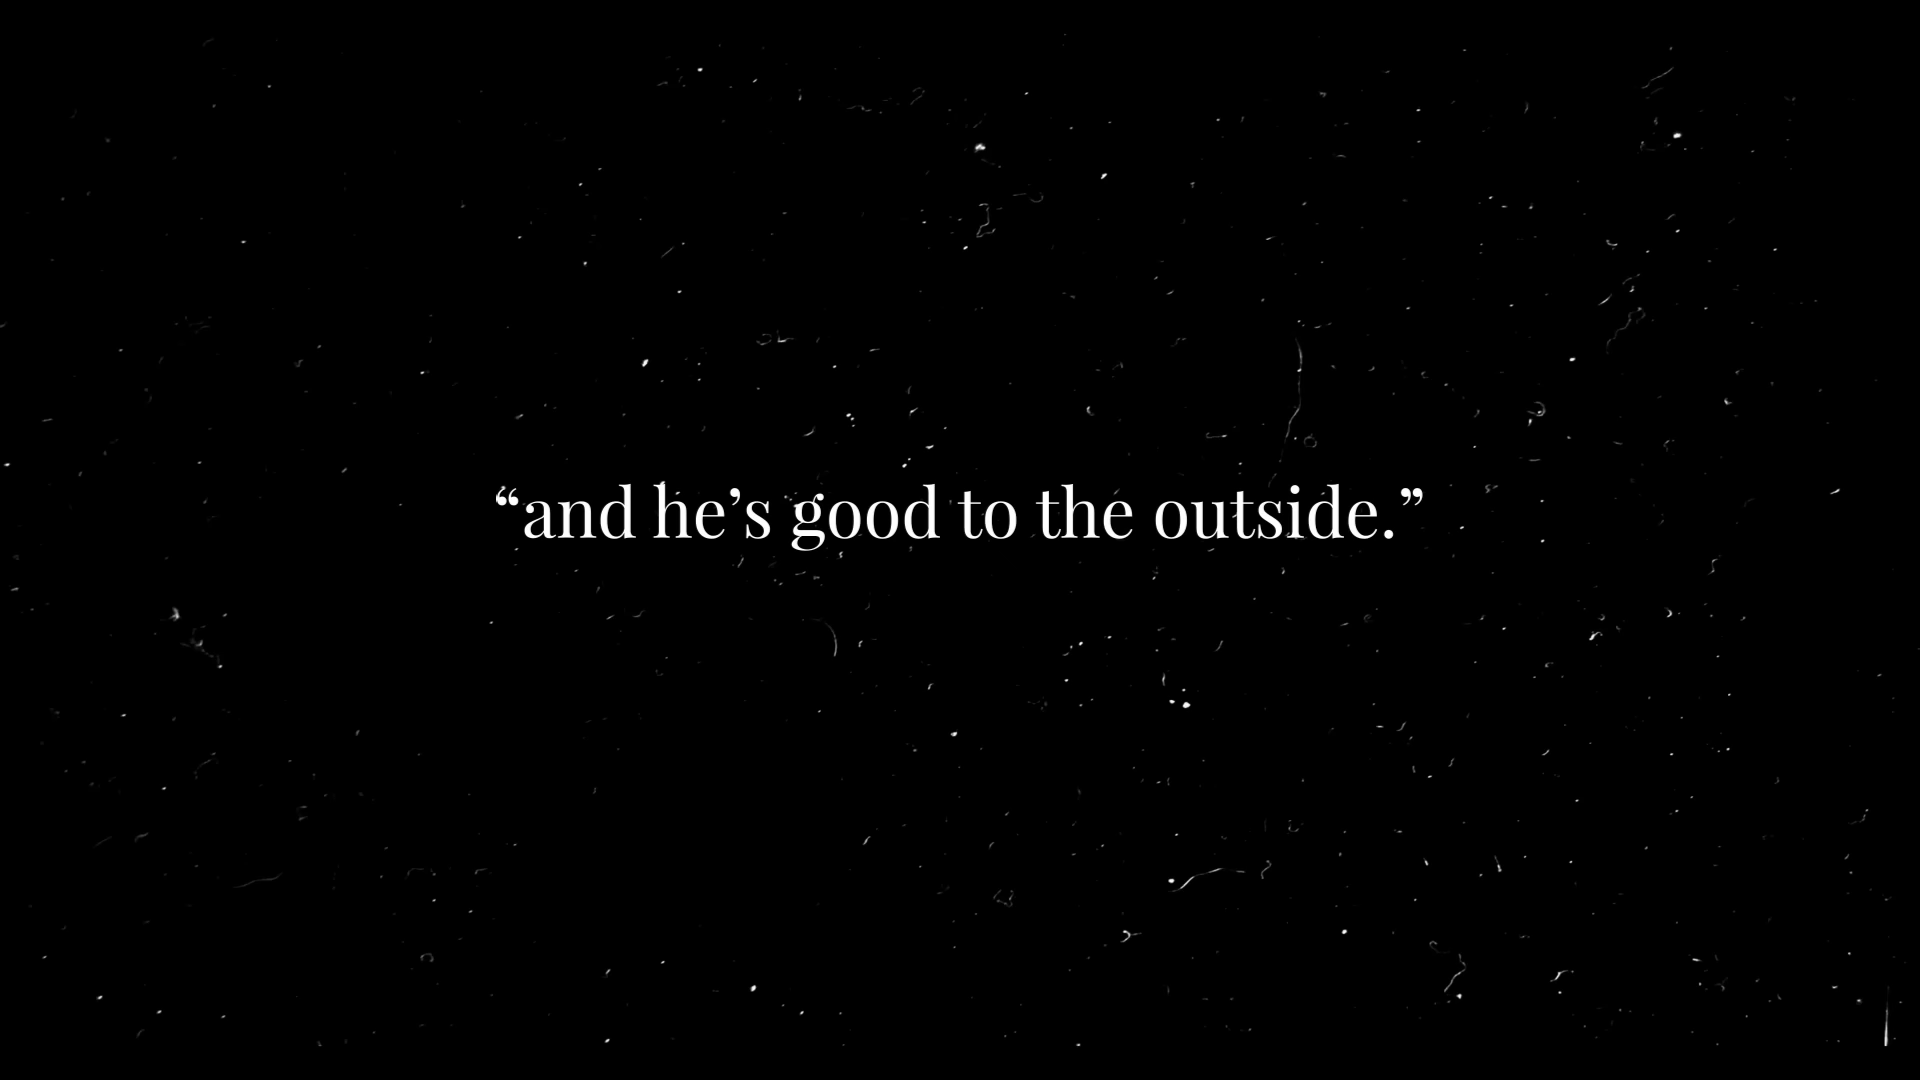 “and he’s good to the outside.”